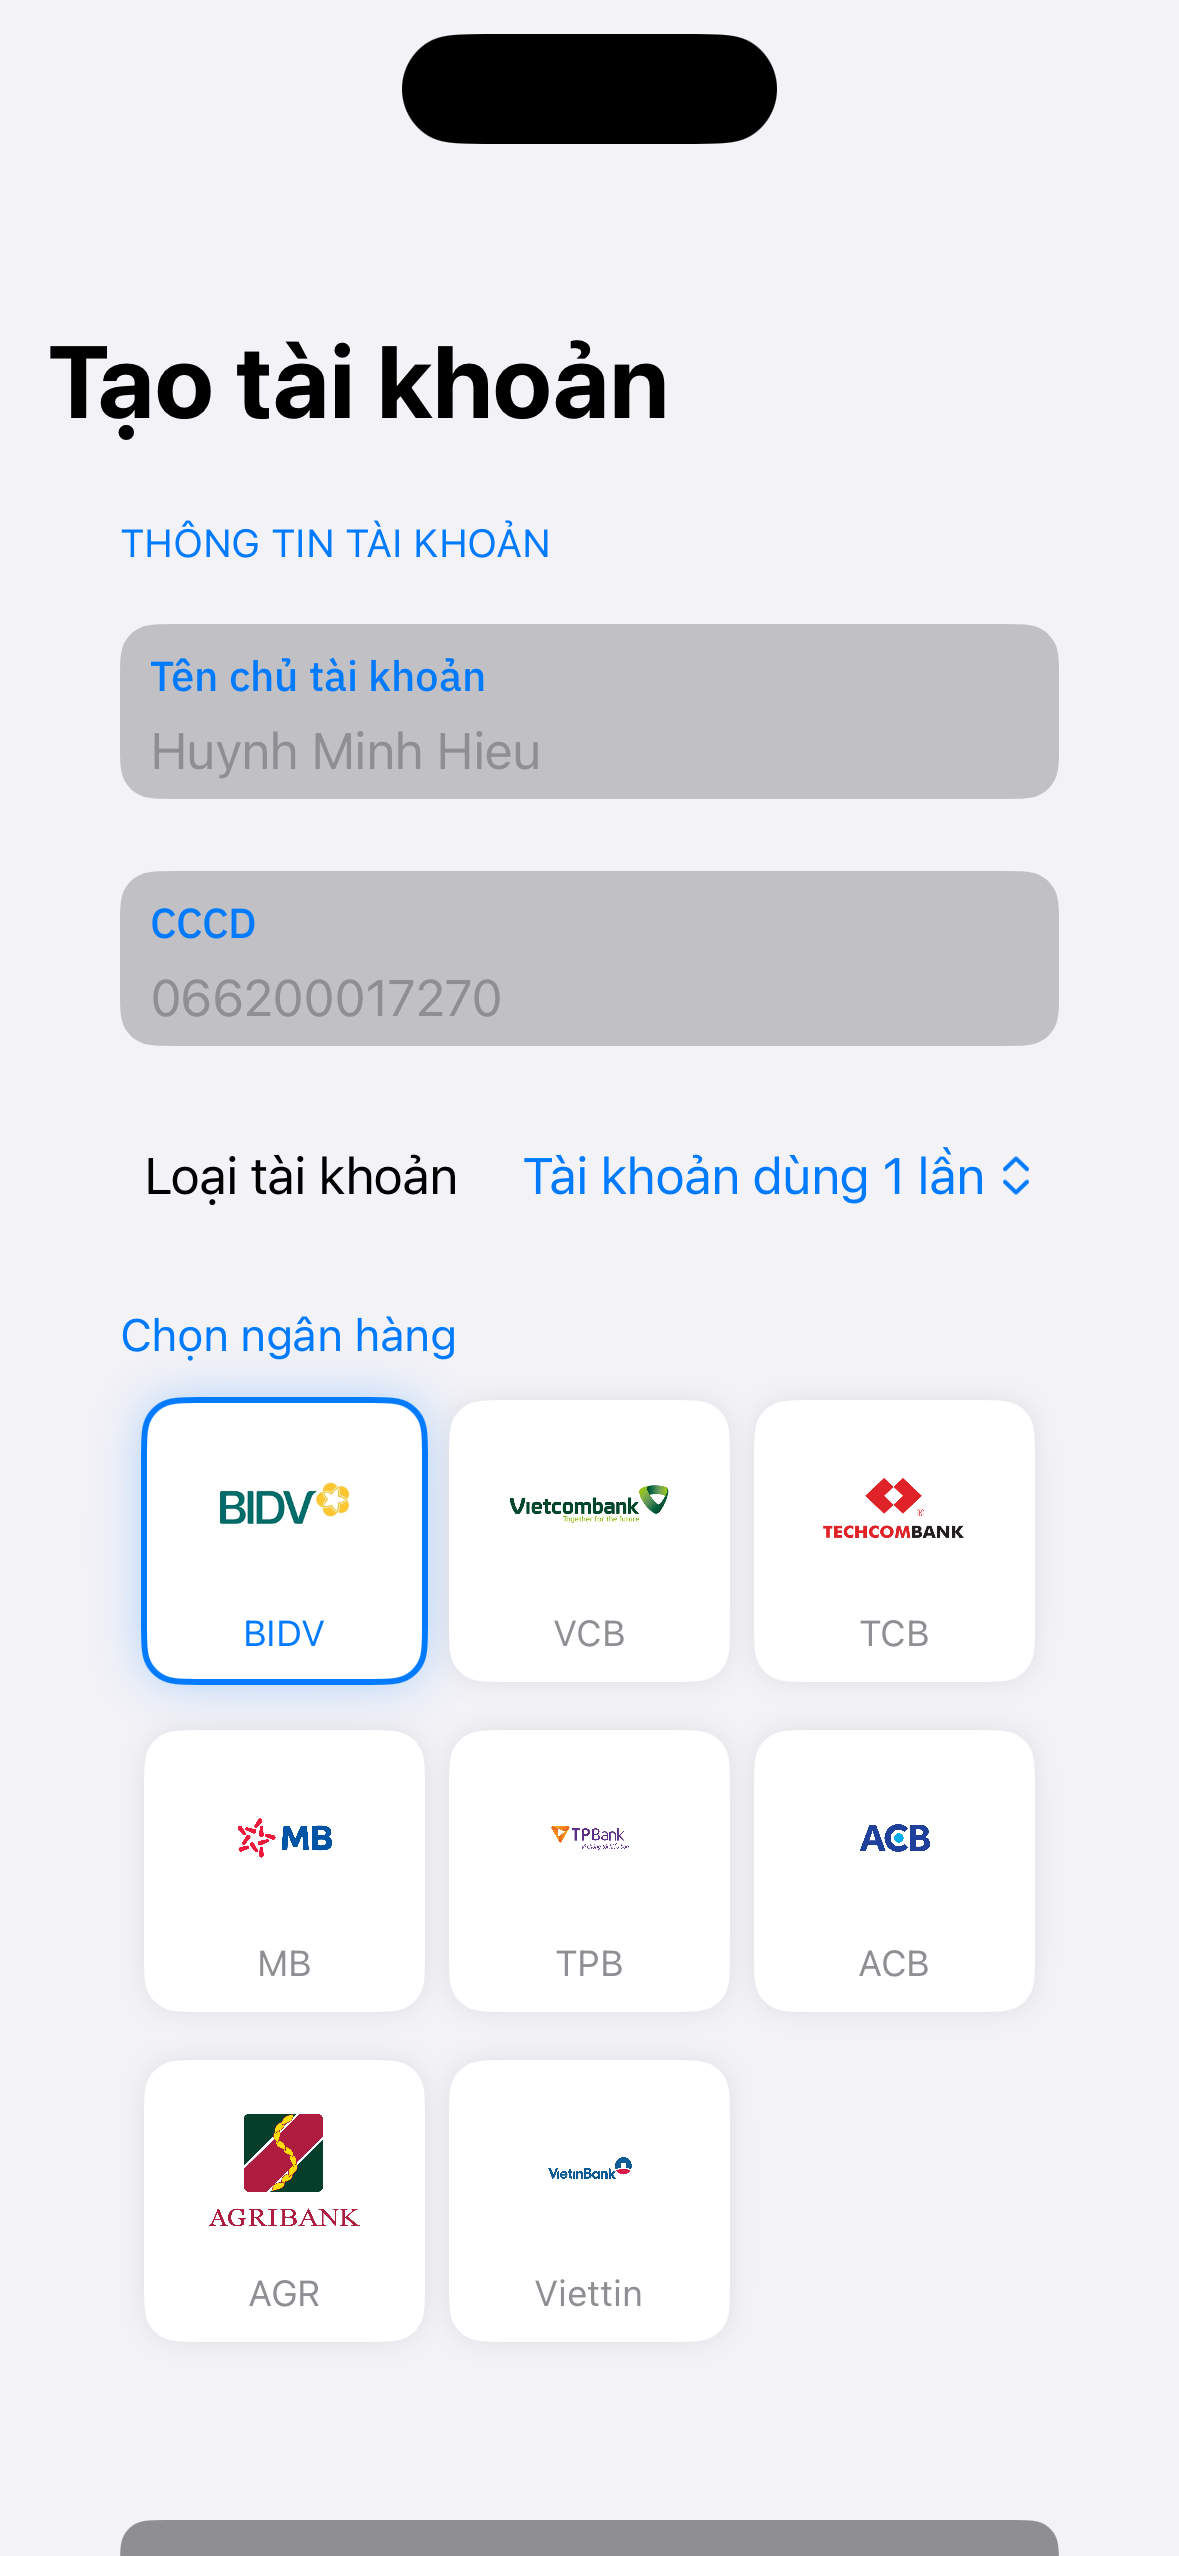 Tạo tài khoản
THÔNG TIN TÀI KHOẢN
Tên chủ tài khoản
Huynh Minh Hieu
CCCD
066200017270
Loại tài khoản Tài khoản dùng 1 lần
Chọn ngân hàng
BIDV Vietcombank
Together for the future
TECHCOMBANK
BIDV VCB TCB
MB TPBank ACB
MB TPB ACB
AGRIBANK VietinBank
AGR Viettin